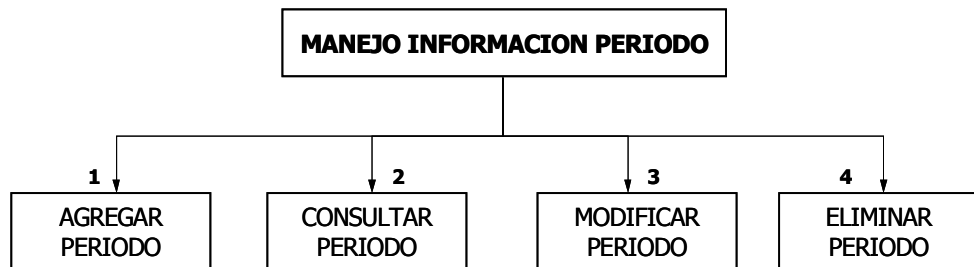 MANEJO INFORMACION PERIODO
1
2
3
4
AGREGAR
PERIODO
CONSULTAR
PERIODO
MODIFICAR
PERIODO
ELIMINAR
PERIODO